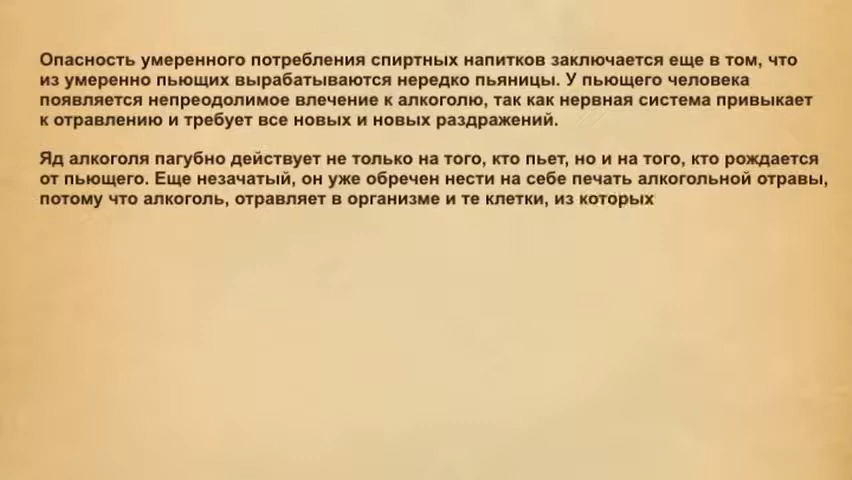 Опасность умеренного потребления спиртных напитков заключается еще в том, что
из умеренно пьющих вырабатываются нередко пьяницы. У пьющего человека
появляется непреодолимое влечение к алкоголю, так как нервная система привыкает
к отравлению и требует все новых и новых раздражений.
Яд алкоголя пагубно действует не только на того, кто пьет, но и на того, кто рождается
от пьющего. Еще незачатый, он уже обречен нести на себе печать алкогольной отравы,
потому что алкоголь, отравляет в организме и те клетки, из которых